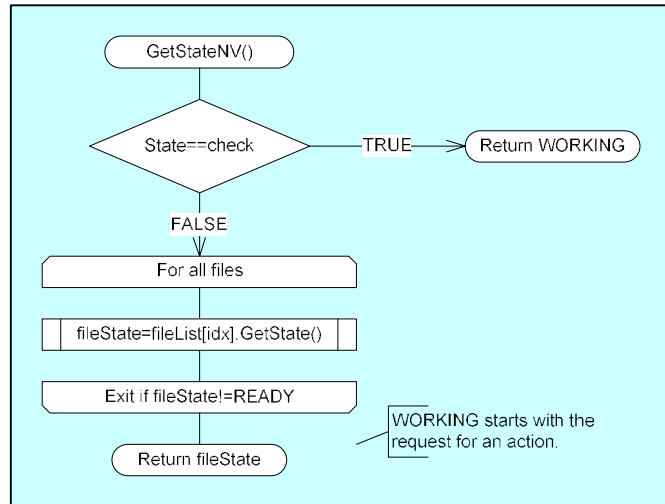 GetStateNV()
State==check
TRUE
Return WORKING
FALSE
For all files
fileState=fileList[idx].GetState()
Exit if fileState!=READY
WORKING starts with the
request for an action.
Return fileState